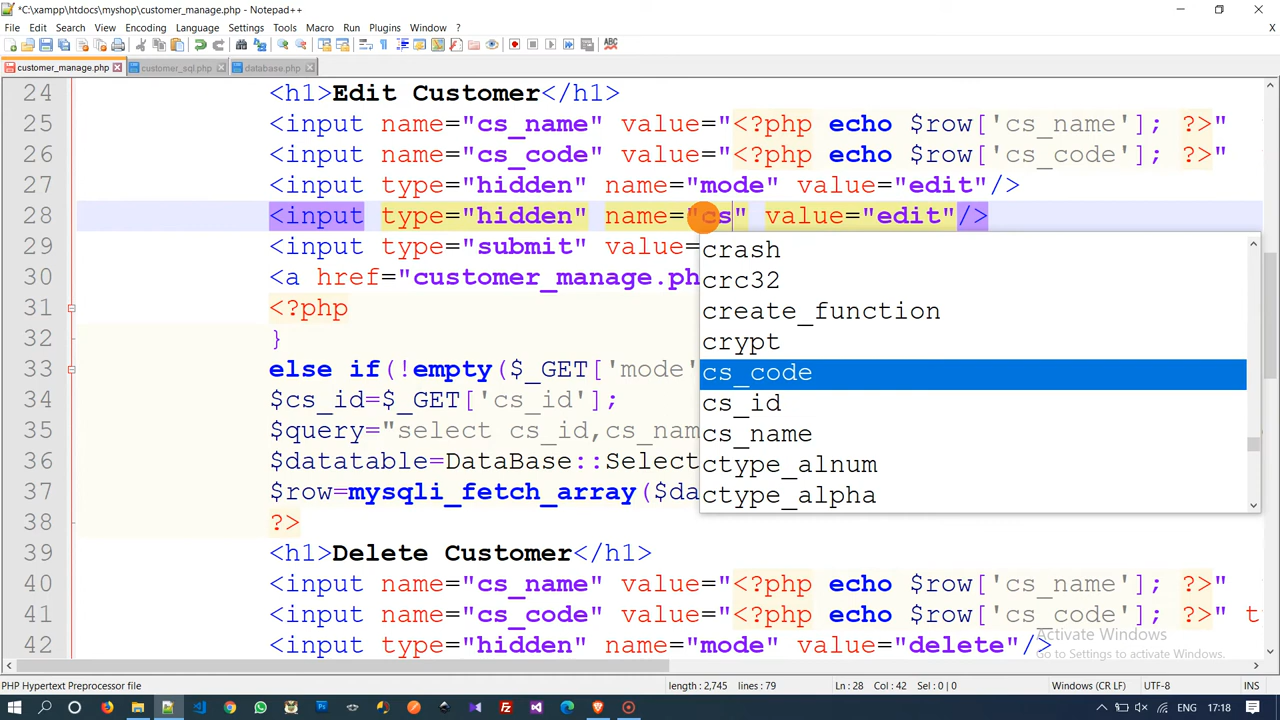 *C:\xampp\htdocs\myshop\customer_manage.php - Notepad++
File Edit Search View Encoding Language Settings Tools Macro Run Plugins Window ?
X
customer_manage.php customer_sql.php database.php
24 <h1>Edit Customer</h1>
25 <input name="cs_name" value="<?php echo $row['cs_name']; ?>"
26 <input name="cs_code" value="<?php echo $row['cs_code']; ?>"
27 <input type="hidden" name="mode" value="edit"/>
28 <input type="hidden" name="cs" value="edit"/>
29 <input type="submit" value=
30 <a href="customer_manage.ph
31 <?php
32 }
33 else if(!empty($_GET['mode'
34 $cs_id=$_GET['cs_id'];
35 $query="select cs_id,cs_nam
36 $datatable=DataBase::Select
37 $row=mysqli_fetch_array($da
38 ?>
39 <h1>Delete Customer</h1>
40 <input name="cs_name" value="<?php echo $row['cs_name']; ?>"
41 <input name="cs_code" value="<?php echo $row['cs_code']; ?>" t
42 <input type="hidden" name="mode" value="delete"/>
crash
crc32
create_function
crypt
cs_code
cs_id
cs_name
ctype_alnum
ctype_alpha
Activate Windows
Go to Settings to activate Windows.
PHP Hypertext Preprocessor file length : 2,745 lines : 79 Ln : 28 Col : 42 Sel : 0 | 0 Windows (CR LF) UTF-8 INS
ENG 17:18